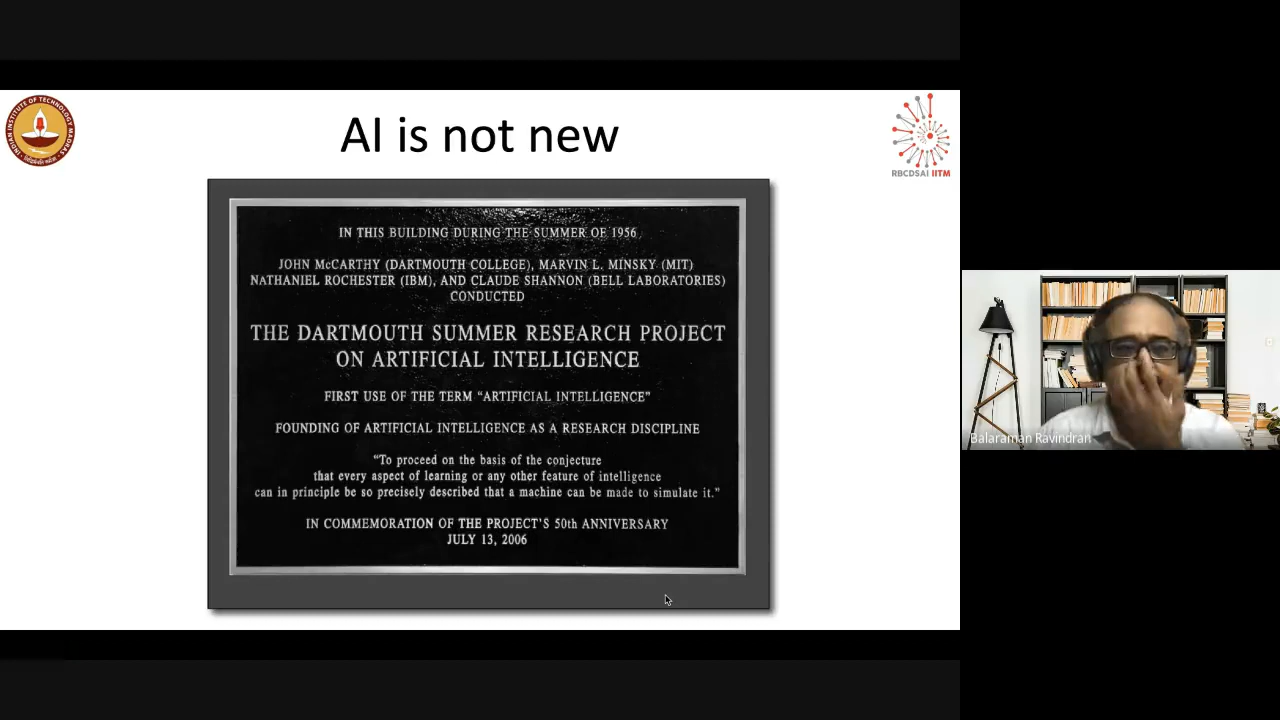 AI is not new
INDIAN INSTITUTE OF TECHNOLOGY MADRAS
RBCDSAI IITM
IN THIS BUILDING DURING THE SUMMER OF 1956
JOHN McCARTHY (DARTMOUTH COLLEGE), MARVIN L. MINSKY (MIT)
NATHANIEL ROCHESTER (IBM), AND CLAUDE SHANNON (BELL LABORATORIES)
CONDUCTED
THE DARTMOUTH SUMMER RESEARCH PROJECT
ON ARTIFICIAL INTELLIGENCE
FIRST USE OF THE TERM “ARTIFICIAL INTELLIGENCE”
FOUNDING OF ARTIFICIAL INTELLIGENCE AS A RESEARCH DISCIPLINE
“To proceed on the basis of the conjecture
that every aspect of learning or any other feature of intelligence
can in principle be so precisely described that a machine can be made to simulate it.”
IN COMMEMORATION OF THE PROJECT'S 50th ANNIVERSARY
JULY 13, 2006
Balaraman Ravindran